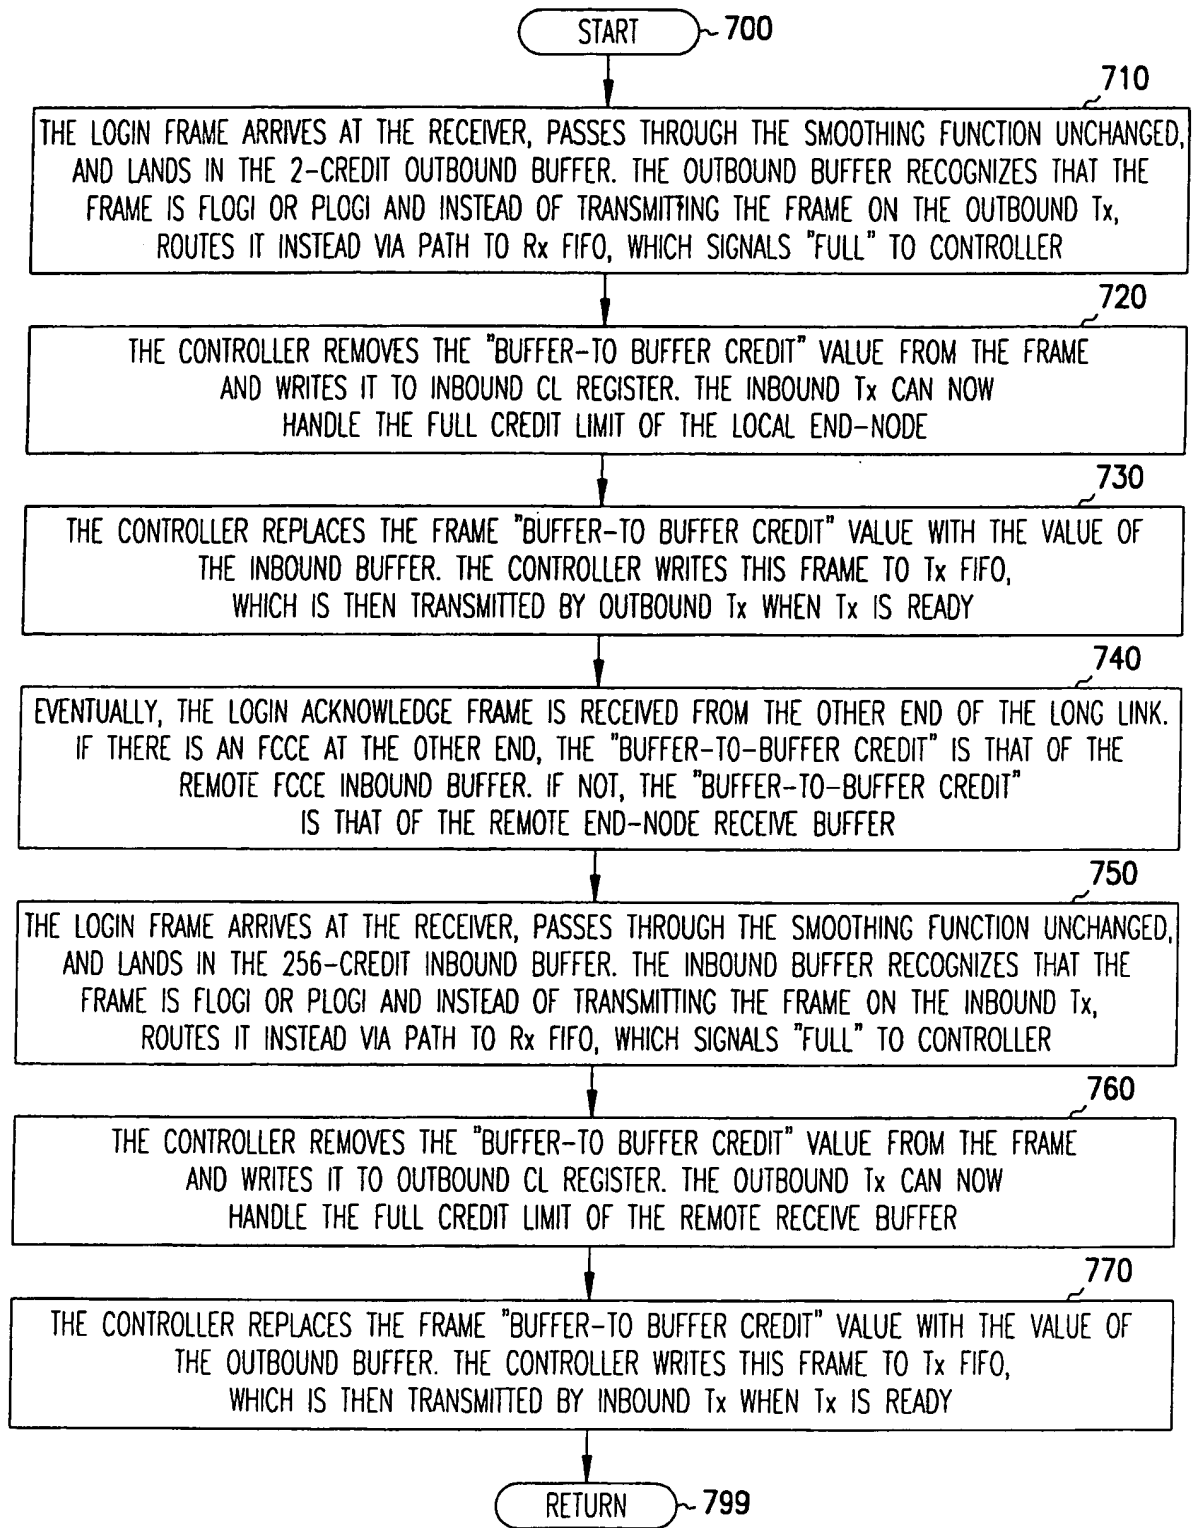 START
700
710
THE LOGIN FRAME ARRIVES AT THE RECEIVER, PASSES THROUGH THE SMOOTHING FUNCTION UNCHANGED,
AND LANDS IN THE 2-CREDIT OUTBOUND BUFFER. THE OUTBOUND BUFFER RECOGNIZES THAT THE
FRAME IS FLOGI OR PLOGI AND INSTEAD OF TRANSMITTING THE FRAME ON THE OUTBOUND Tx,
ROUTES IT INSTEAD VIA PATH TO Rx FIFO, WHICH SIGNALS "FULL" TO CONTROLLER
720
THE CONTROLLER REMOVES THE "BUFFER-TO BUFFER CREDIT" VALUE FROM THE FRAME
AND WRITES IT TO INBOUND CL REGISTER. THE INBOUND Tx CAN NOW
HANDLE THE FULL CREDIT LIMIT OF THE LOCAL END-NODE
730
THE CONTROLLER REPLACES THE FRAME "BUFFER-TO BUFFER CREDIT" VALUE WITH THE VALUE OF
THE INBOUND BUFFER. THE CONTROLLER WRITES THIS FRAME TO Tx FIFO,
WHICH IS THEN TRANSMITTED BY OUTBOUND Tx WHEN Tx IS READY
740
EVENTUALLY, THE LOGIN ACKNOWLEDGE FRAME IS RECEIVED FROM THE OTHER END OF THE LONG LINK.
IF THERE IS AN FCCE AT THE OTHER END, THE "BUFFER-TO-BUFFER CREDIT" IS THAT OF THE
REMOTE FCCE INBOUND BUFFER. IF NOT, THE "BUFFER-TO-BUFFER CREDIT"
IS THAT OF THE REMOTE END-NODE RECEIVE BUFFER
750
THE LOGIN FRAME ARRIVES AT THE RECEIVER, PASSES THROUGH THE SMOOTHING FUNCTION UNCHANGED,
AND LANDS IN THE 256-CREDIT INBOUND BUFFER. THE INBOUND BUFFER RECOGNIZES THAT THE
FRAME IS FLOGI OR PLOGI AND INSTEAD OF TRANSMITTING THE FRAME ON THE INBOUND Tx,
ROUTES IT INSTEAD VIA PATH TO Rx FIFO, WHICH SIGNALS "FULL" TO CONTROLLER
760
THE CONTROLLER REMOVES THE "BUFFER-TO BUFFER CREDIT" VALUE FROM THE FRAME
AND WRITES IT TO OUTBOUND CL REGISTER. THE OUTBOUND Tx CAN NOW
HANDLE THE FULL CREDIT LIMIT OF THE REMOTE RECEIVE BUFFER
770
THE CONTROLLER REPLACES THE FRAME "BUFFER-TO BUFFER CREDIT" VALUE WITH THE VALUE OF
THE OUTBOUND BUFFER. THE CONTROLLER WRITES THIS FRAME TO Tx FIFO,
WHICH IS THEN TRANSMITTED BY INBOUND Tx WHEN Tx IS READY
RETURN
799